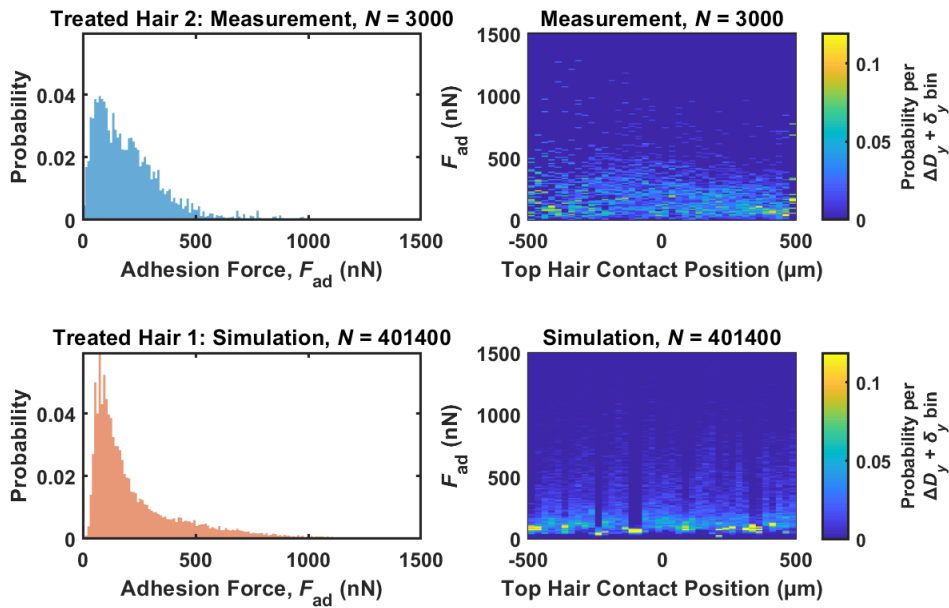 Treated Hair 2: Measurement, N = 3000
Probability
0.04
0.02
0
0
500
1000
1500
Adhesion Force, Fad (nN)
Measurement, N = 3000
Fad (nN)
1500
1000
500
0
-500
0
500
Top Hair Contact Position (µm)
0.1
0.05
0
Probability per
ΔDy + δy bin
Treated Hair 1: Simulation, N = 401400
Probability
0.04
0.02
0
0
500
1000
1500
Adhesion Force, Fad (nN)
Simulation, N = 401400
Fad (nN)
1500
1000
500
0
-500
0
500
Top Hair Contact Position (µm)
0.1
0.05
0
Probability per
ΔDy + δy bin